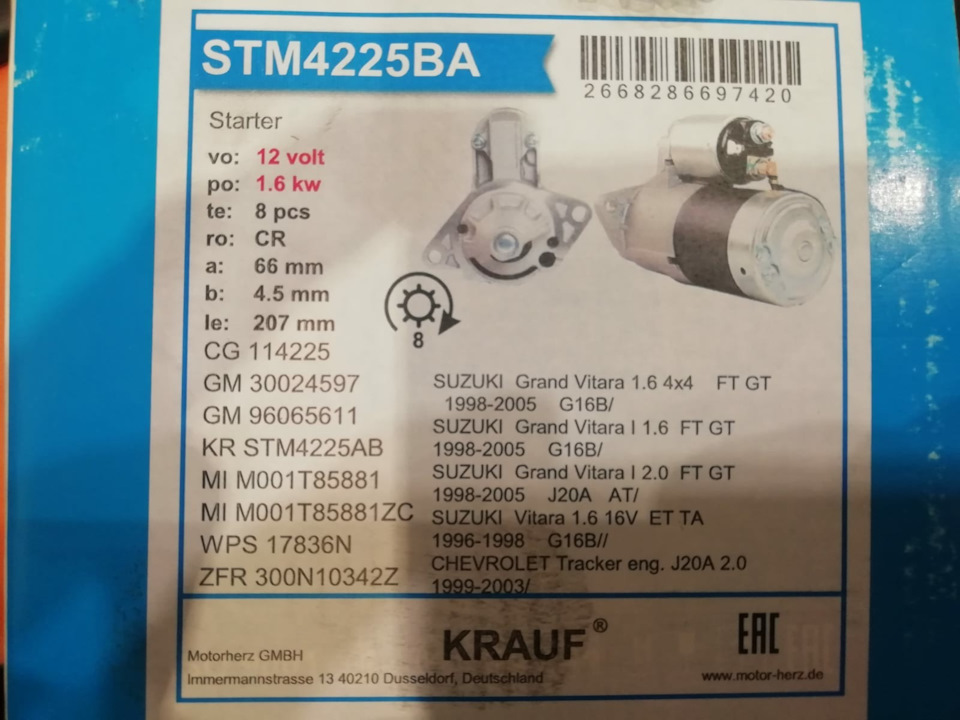 STM4225BA
2668286697420
Starter
vo: 12 volt
po: 1.6 kw
te: 8 pcs
ro: CR
a: 66 mm
b: 4.5 mm
le: 207 mm
8
CG 114225
GM 30024597
GM 96065611
KR STM4225AB
MI M001T85881
MI M001T85881ZC
WPS 17836N
ZFR 300N10342Z
SUZUKI Grand Vitara 1.6 4x4 FT GT
1998-2005 G16B/
SUZUKI Grand Vitara I 1.6 FT GT
1998-2005 G16B/
SUZUKI Grand Vitara I 2.0 FT GT
1998-2005 J20A AT/
SUZUKI Vitara 1.6 16V ET TA
1996-1998 G16B//
CHEVROLET Tracker eng. J20A 2.0
1999-2003/
Motorherz GMBH
Immermannstrasse 13 40210 Dusseldorf, Deutschland
KRAUF®
EAC
www.motor-herz.de